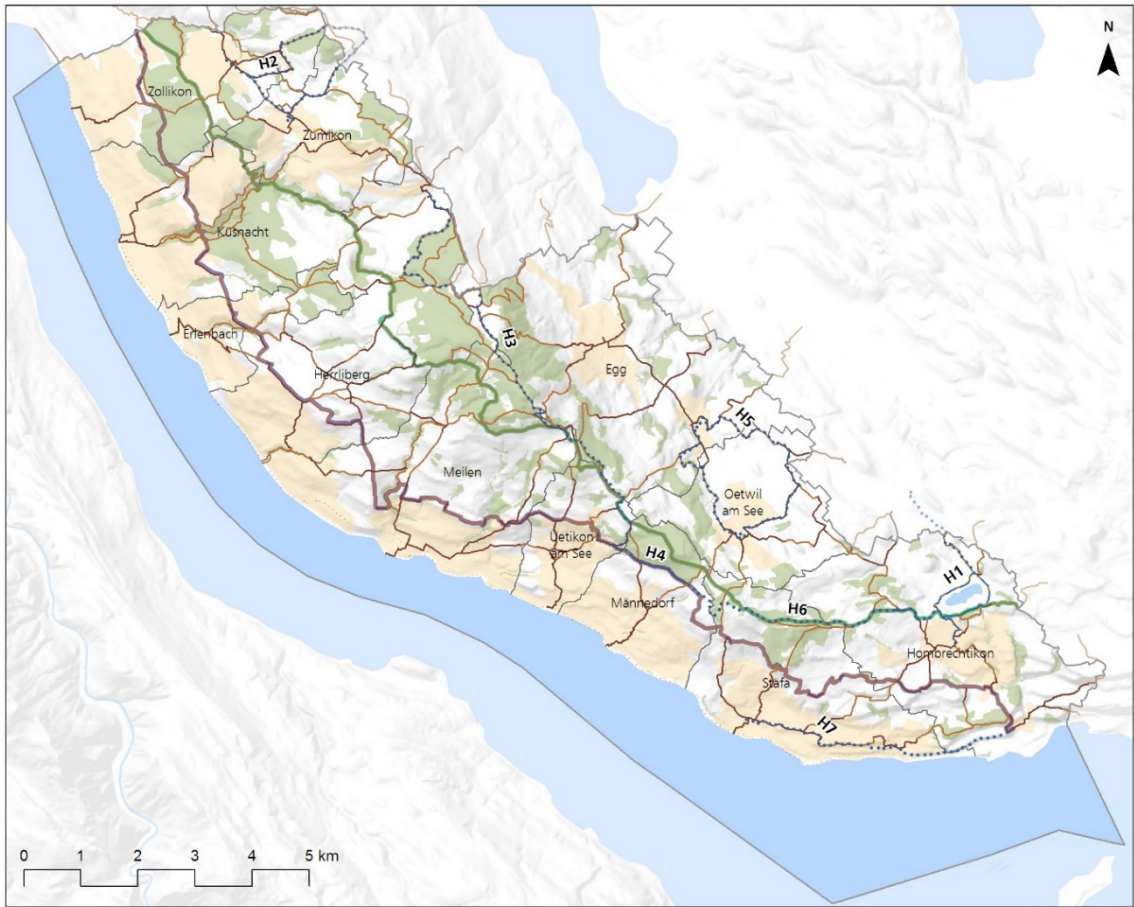 N
H2
Zollikon
Zumikon
Küsnacht
Erlenbach
H3
Herrliberg
Egg
H5
Meilen
Oetwil
am See
Uetikon
am See
H4
H1
Männedorf
H6
Hombrechtikon
Stäfa
H7
0 1 2 3 4 5 km